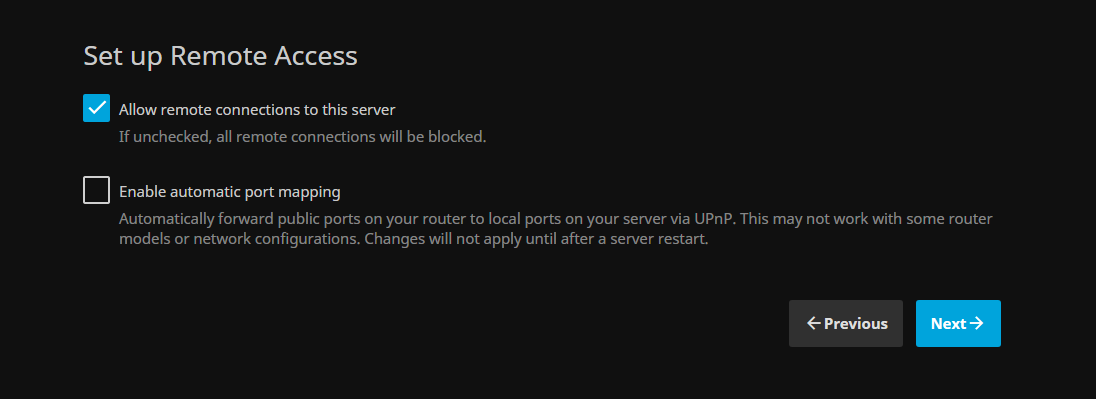 Set up Remote Access
Allow remote connections to this server
If unchecked, all remote connections will be blocked.
Enable automatic port mapping
Automatically forward public ports on your router to local ports on your server via UPnP. This may not work with some router
models or network configurations. Changes will not apply until after a server restart.
← Previous
Next →